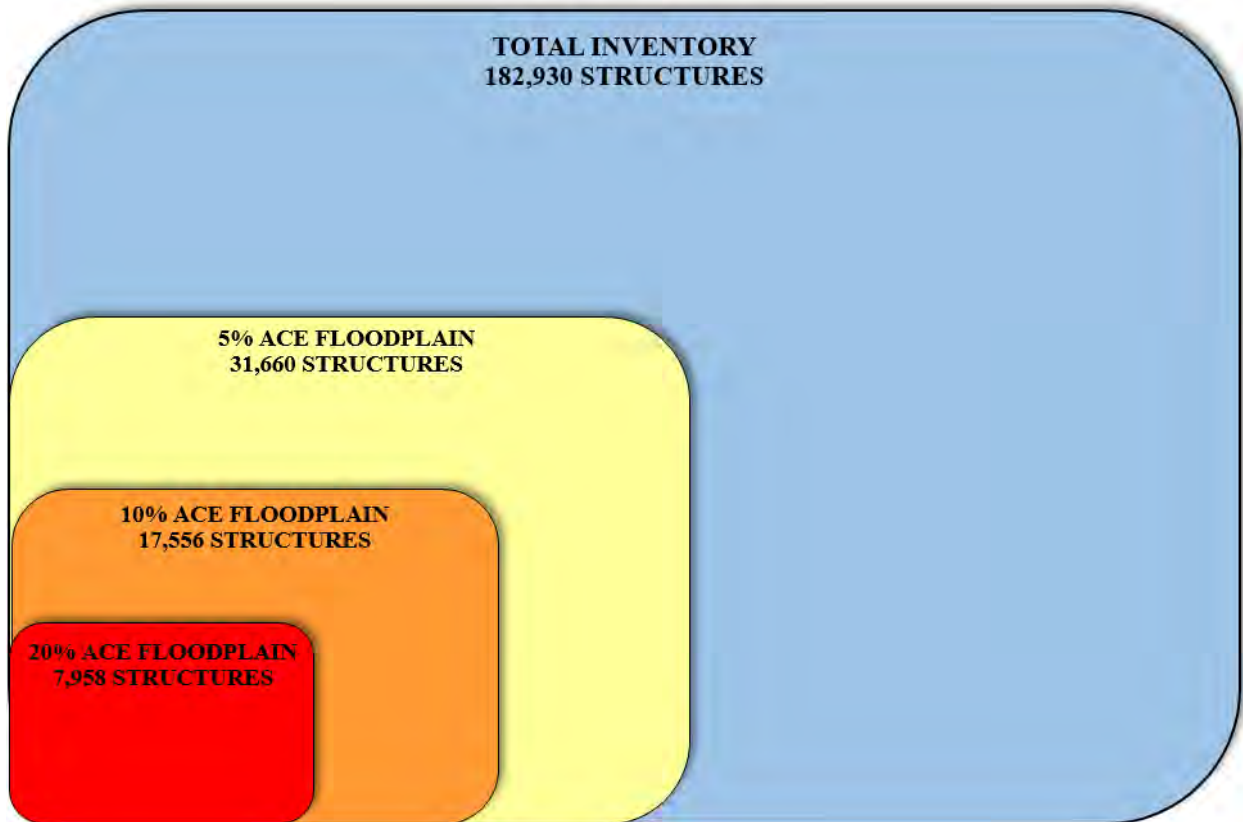 TOTAL INVENTORY
182,930 STRUCTURES
5% ACE FLOODPLAIN
31,660 STRUCTURES
10% ACE FLOODPLAIN
17,556 STRUCTURES
20% ACE FLOODPLAIN
7,958 STRUCTURES